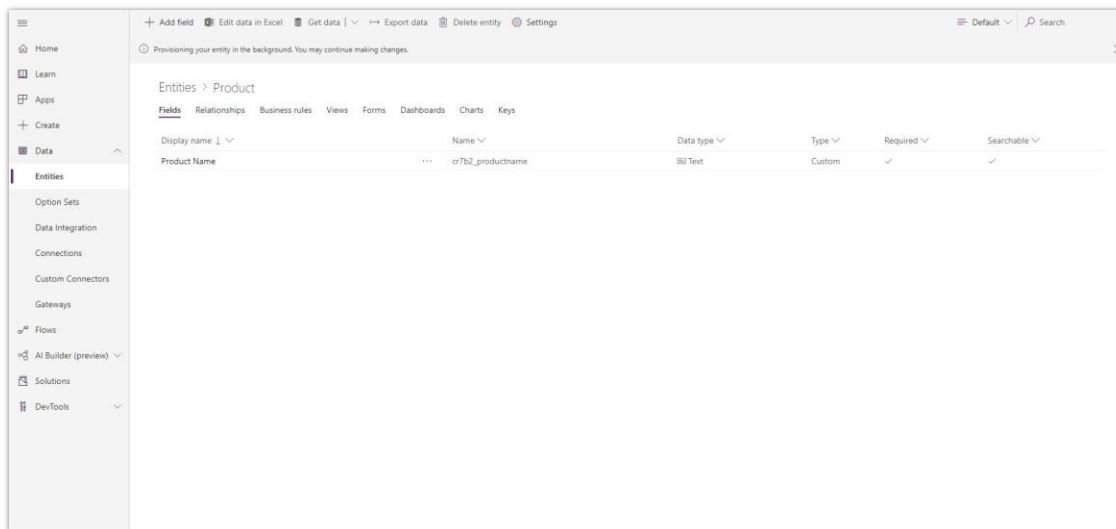 Add field Edit data in Excel Get data Export data Delete entity Settings Default Search
Home
Provisioning your entity in the background. You may continue making changes.
Learn
Apps
Create
Data
Entities
Option Sets
Data Integration
Connections
Custom Connectors
Gateways
Flows
AI Builder (preview)
Solutions
DevTools
Entities > Product
Fields Relationships Business rules Views Forms Dashboards Charts Keys
Display name ↓ Name Data type Type Required Searchable
Product Name ... cr7b2_productname Text Custom